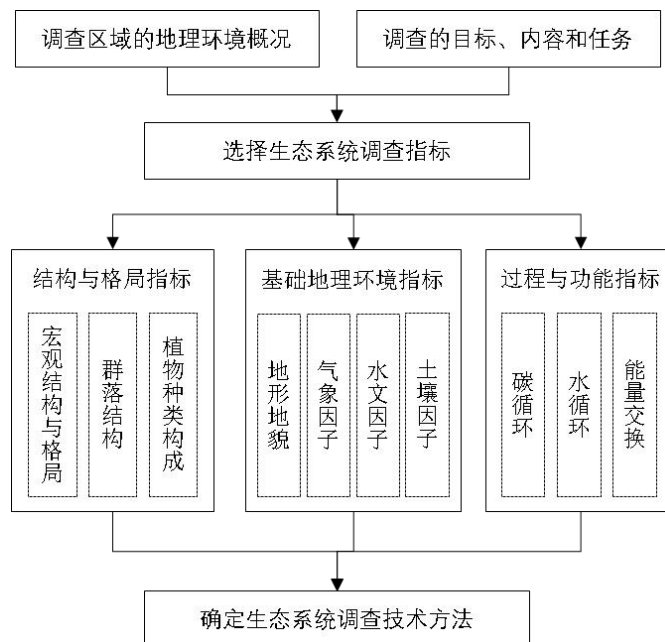 调查区域的地理环境概况
调查的目标、内容和任务
选择生态系统调查指标
结构与格局指标
宏观结构与格局
群落结构
植物种类构成
基础地理环境指标
地形地貌
气象因子
水文因子
土壤因子
过程与功能指标
碳循环
水循环
能量交换
确定生态系统调查技术方法